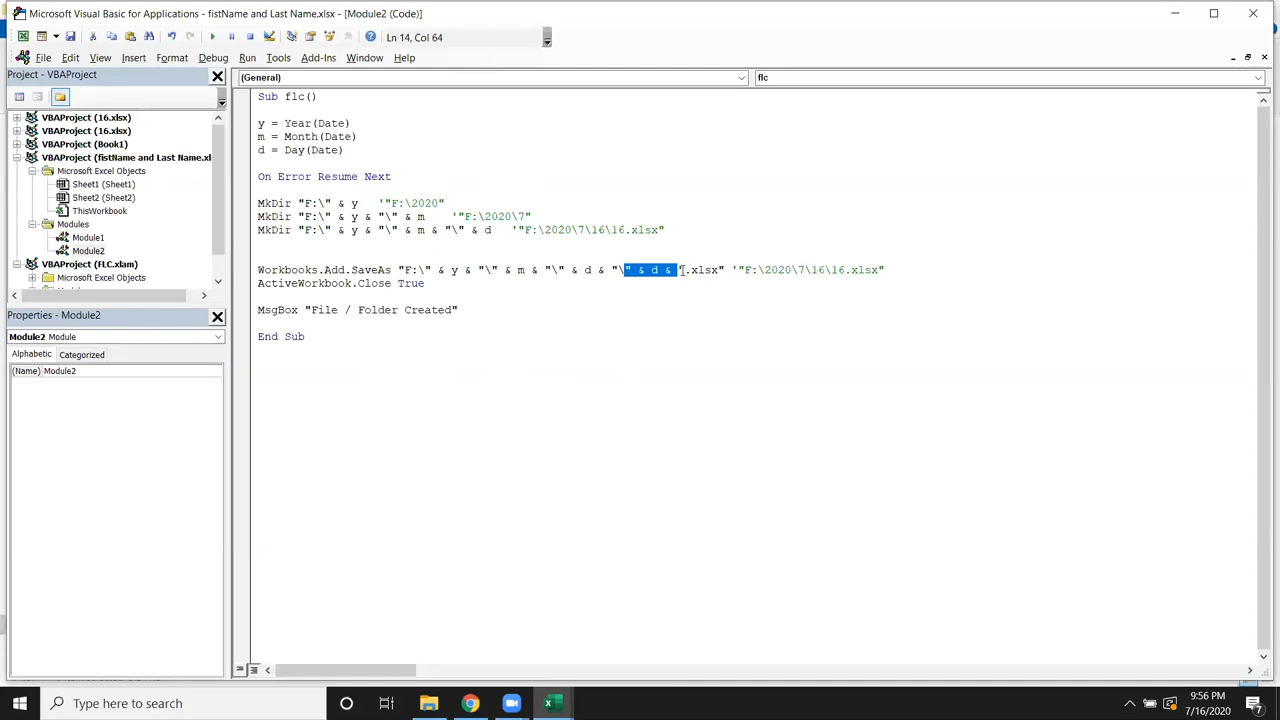 Microsoft Visual Basic for Applications - fistName and Last Name.xlsx - [Module2 (Code)]
Ln 14, Col 64
File Edit View Insert Format Debug Run Tools Add-Ins Window Help
Project - VBAProject
(General)
flc
VBAProject (16.xlsx)
VBAProject (16.xlsx)
VBAProject (Book1)
VBAProject (fistName and Last Name.xl
Microsoft Excel Objects
Sheet1 (Sheet1)
Sheet2 (Sheet2)
ThisWorkbook
Modules
Module1
Module2
VBAProject (FLC.xlam)
Microsoft Excel Objects
Properties - Module2
Module2 Module
Alphabetic Categorized
(Name) Module2
Sub flc()
y = Year(Date)
m = Month(Date)
d = Day(Date)
On Error Resume Next
MkDir "F:\" & y '"F:\2020"
MkDir "F:\" & y & "\" & m '"F:\2020\7"
MkDir "F:\" & y & "\" & m & "\" & d '"F:\2020\7\16\16.xlsx"
Workbooks.Add.SaveAs "F:\" & y & "\" & m & "\" & d & "\" & d & ".xlsx" '"F:\2020\7\16\16.xlsx"
ActiveWorkbook.Close True
MsgBox "File / Folder Created"
End Sub
Type here to search
9:56 PM
7/16/2020
7